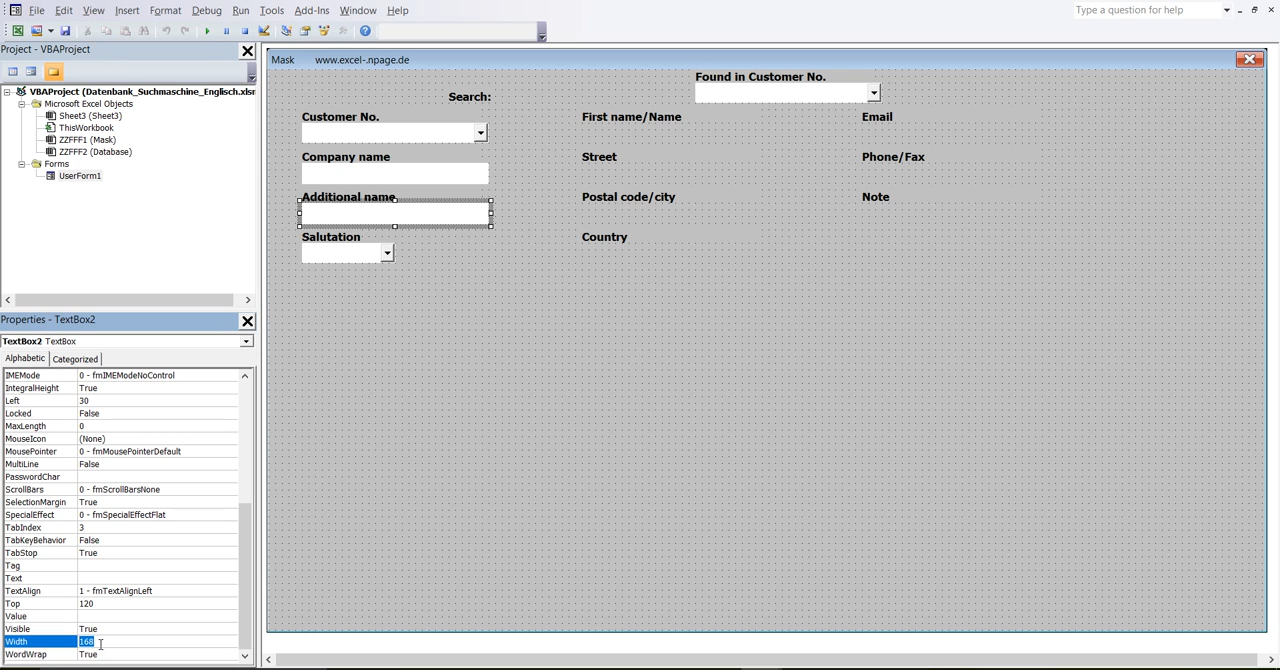 File Edit View Insert Format Debug Run Tools Add-Ins Window Help
Type a question for help
Project - VBAProject
VBAProject (Datenbank_Suchmaschine_Englisch.xlsm
Microsoft Excel Objects
Sheet3 (Sheet3)
ThisWorkbook
ZZFFF1 (Mask)
ZZFFF2 (Database)
Forms
UserForm1
Properties - TextBox2
TextBox2 TextBox
Alphabetic Categorized
IMEMode 0 - fmIMEModeNoControl
IntegralHeight True
Left 30
Locked False
MaxLength 0
MouseIcon (None)
MousePointer 0 - fmMousePointerDefault
MultiLine False
PasswordChar
ScrollBars 0 - fmScrollBarsNone
SelectionMargin True
SpecialEffect 0 - fmSpecialEffectFlat
TabIndex 3
TabKeyBehavior False
TabStop True
Tag
Text
TextAlign 1 - fmTextAlignLeft
Top 120
Value
Visible True
Width 168
WordWrap True
Mask www.excel-.npage.de
Found in Customer No.
Search:
Customer No. First name/Name Email
Company name Street Phone/Fax
Additional name Postal code/city Note
Salutation Country